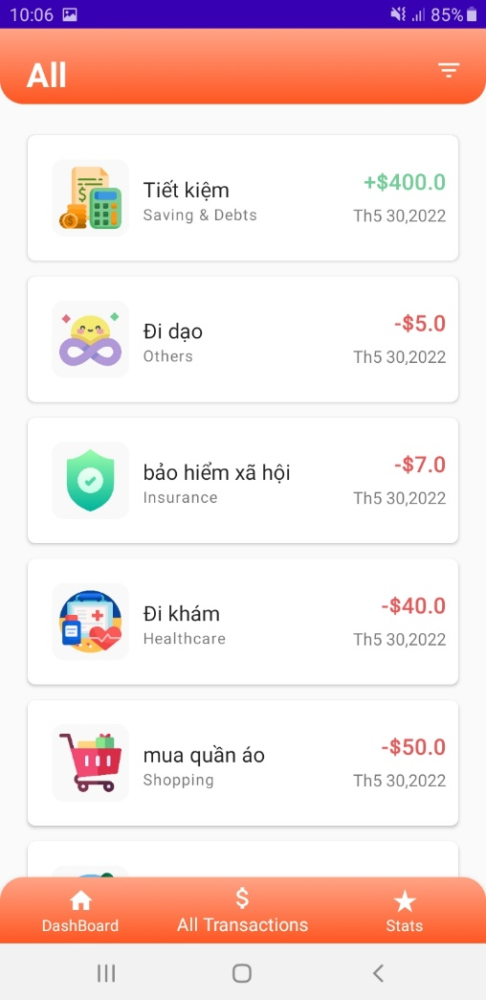 10:06 85%
All
Tiết kiệm +$400.0
Saving & Debts Th5 30,2022
Đi dạo -$5.0
Others Th5 30,2022
bảo hiểm xã hội -$7.0
Insurance Th5 30,2022
Đi khám -$40.0
Healthcare Th5 30,2022
mua quần áo -$50.0
Shopping Th5 30,2022
DashBoard All Transactions Stats